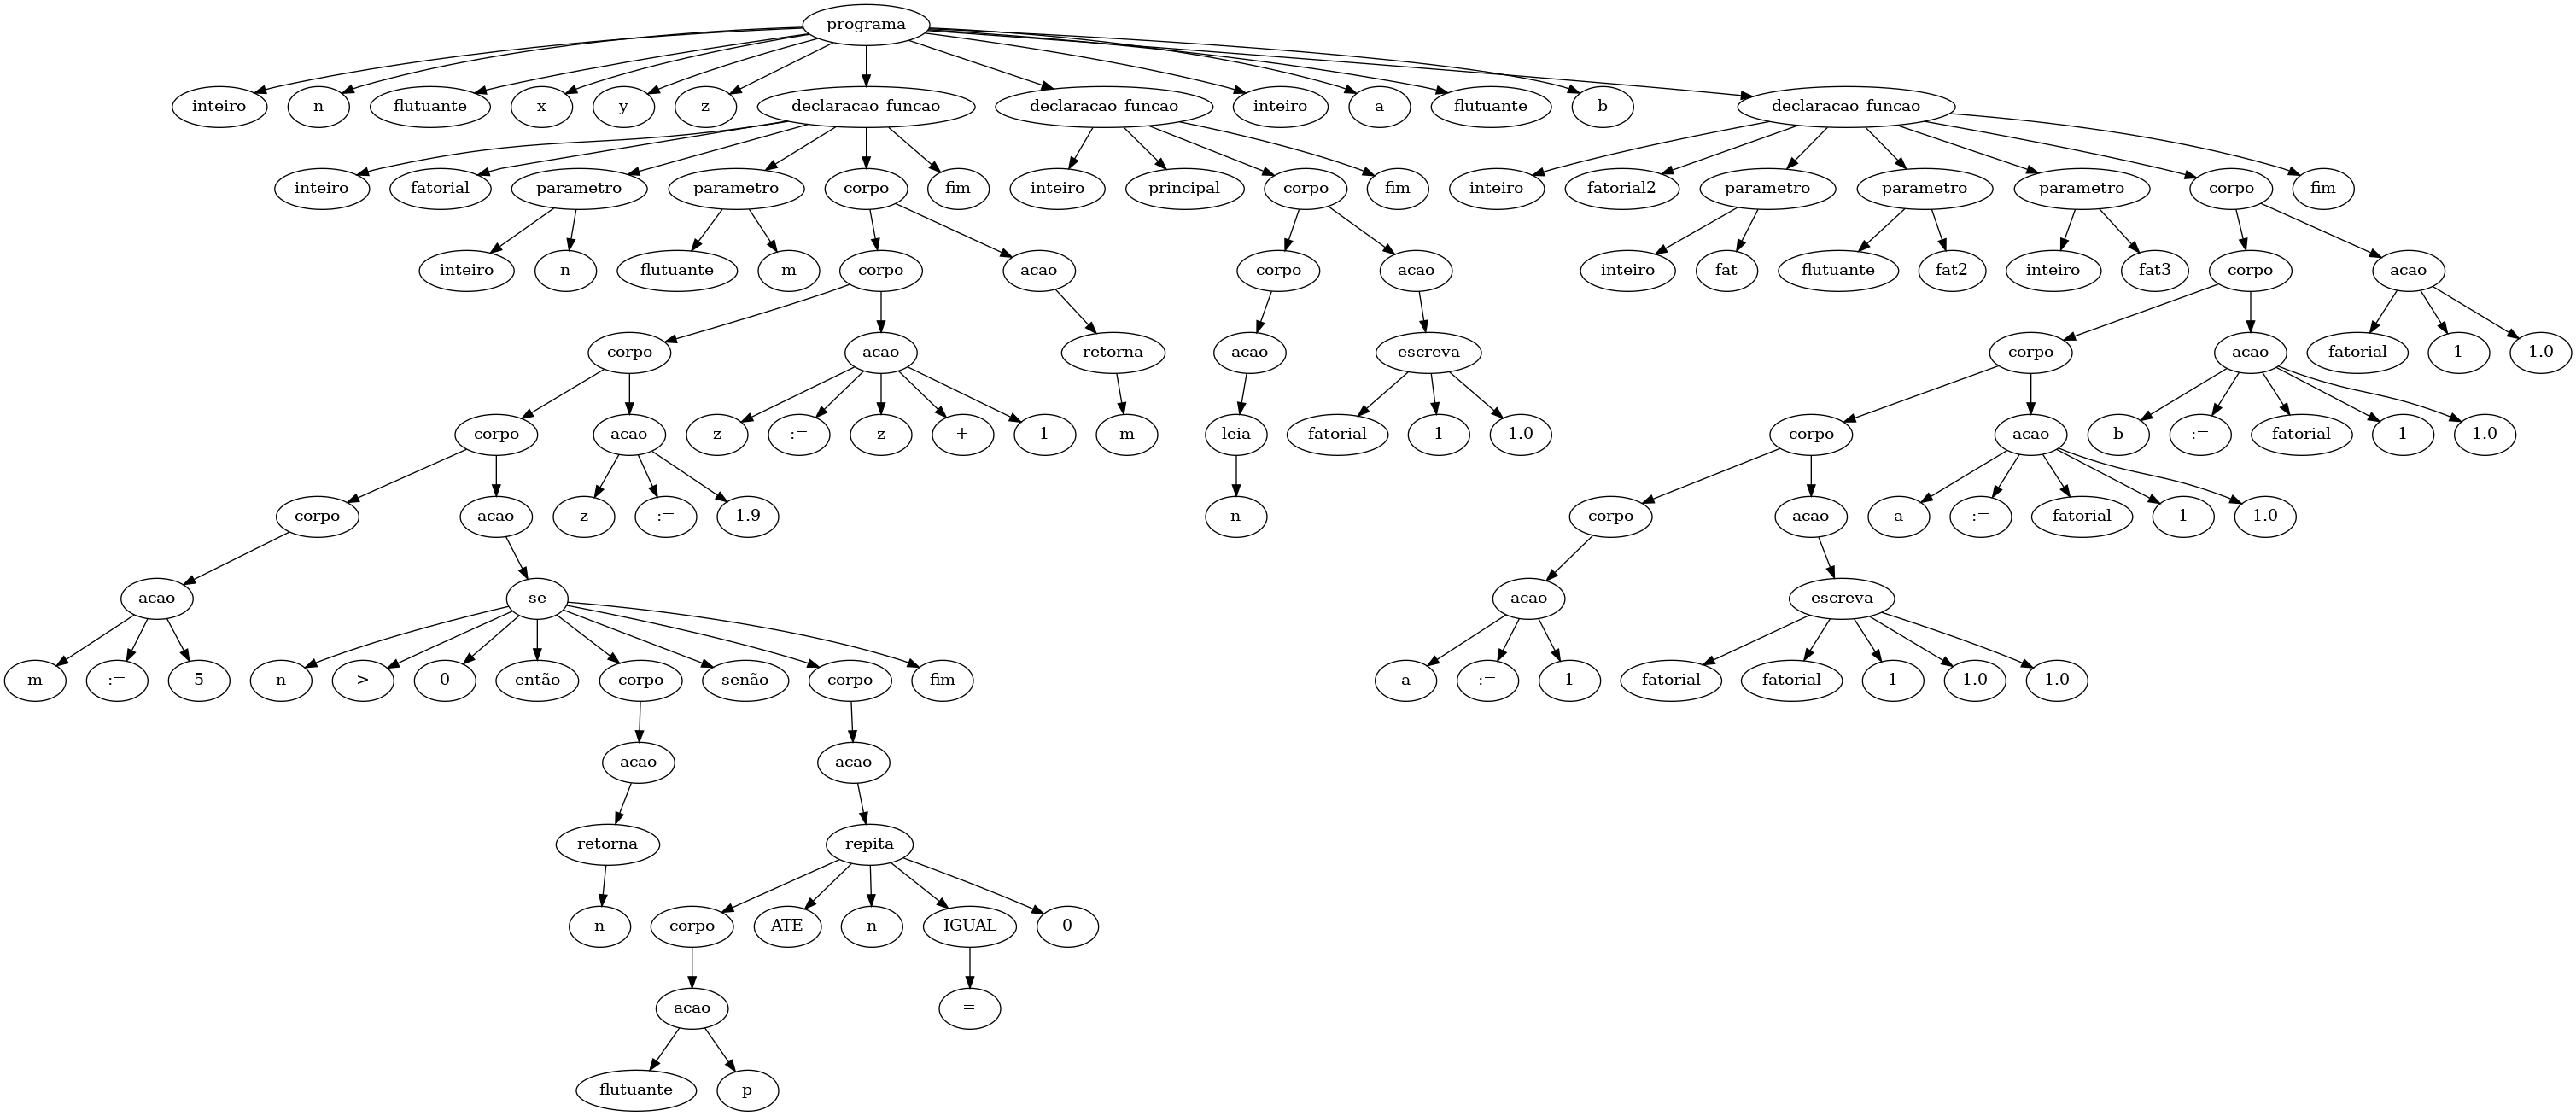 programa
inteiro n flutuante x y z declaracao_funcao declaracao_funcao inteiro a flutuante b declaracao_funcao
inteiro fatorial parametro parametro corpo fim inteiro principal corpo fim inteiro fatorial2 parametro parametro parametro corpo fim
inteiro n flutuante m corpo acao corpo acao inteiro fat flutuante fat2 inteiro fat3 corpo acao
corpo acao retorna acao escreva corpo acao fatorial 1 1.0
corpo acao z := z + 1 m leia fatorial 1 1.0 corpo acao b := fatorial 1 1.0
corpo acao z := 1.9 n corpo acao a := fatorial 1 1.0
acao se acao escreva
m := 5 n > 0 então corpo senão corpo fim a := 1 fatorial fatorial 1 1.0 1.0
acao acao
retorna repita
n corpo ATE n IGUAL 0
acao =
flutuante p